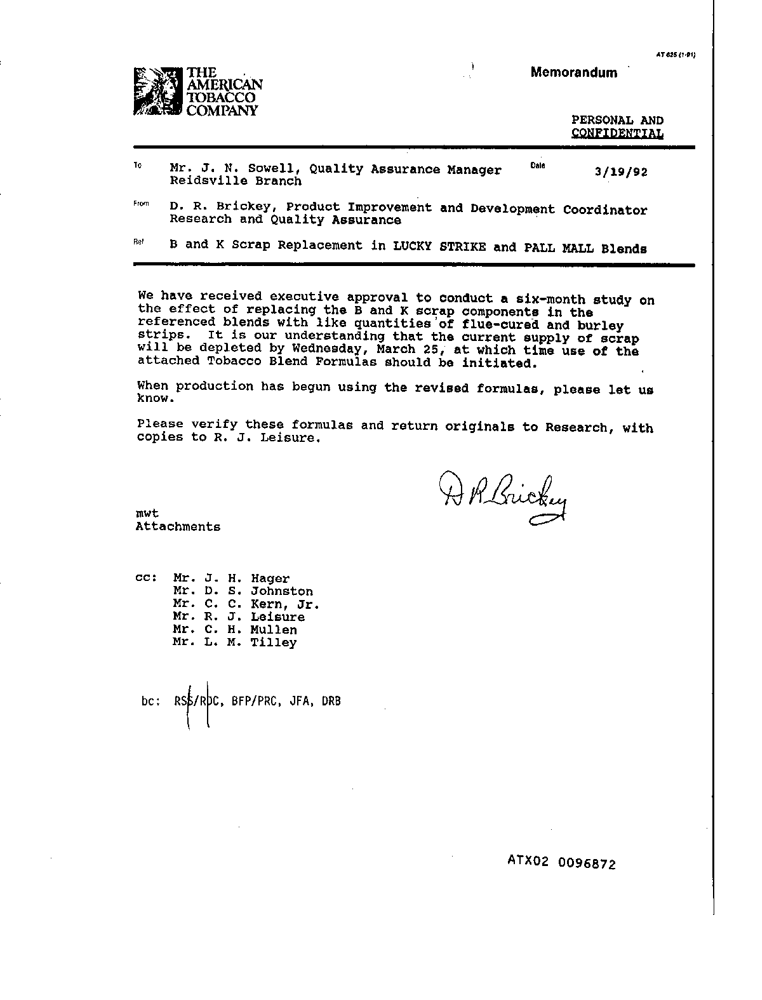 AT 625 (1-91)
THE
AMERICAN
TOBACCO
COMPANY
Memorandum
PERSONAL AND
CONFIDENTIAL
To Mr. J. N. Sowell, Quality Assurance Manager Date 3/19/92
Reidsville Branch
From D. R. Brickey, Product Improvement and Development Coordinator
Research and Quality Assurance
Ref B and K Scrap Replacement in LUCKY STRIKE and PALL MALL Blends
We have received executive approval to conduct a six-month study on
the effect of replacing the B and K scrap components in the
referenced blends with like quantities of flue-cured and burley
strips. It is our understanding that the current supply of scrap
will be depleted by Wednesday, March 25, at which time use of the
attached Tobacco Blend Formulas should be initiated.
When production has begun using the revised formulas, please let us
know.
Please verify these formulas and return originals to Research, with
copies to R. J. Leisure.
D R Brickey
mwt
Attachments
cc: Mr. J. H. Hager
Mr. D. S. Johnston
Mr. C. C. Kern, Jr.
Mr. R. J. Leisure
Mr. C. H. Mullen
Mr. L. M. Tilley
bc: RSS/RDC, BFP/PRC, JFA, DRB
ATX02 0096872